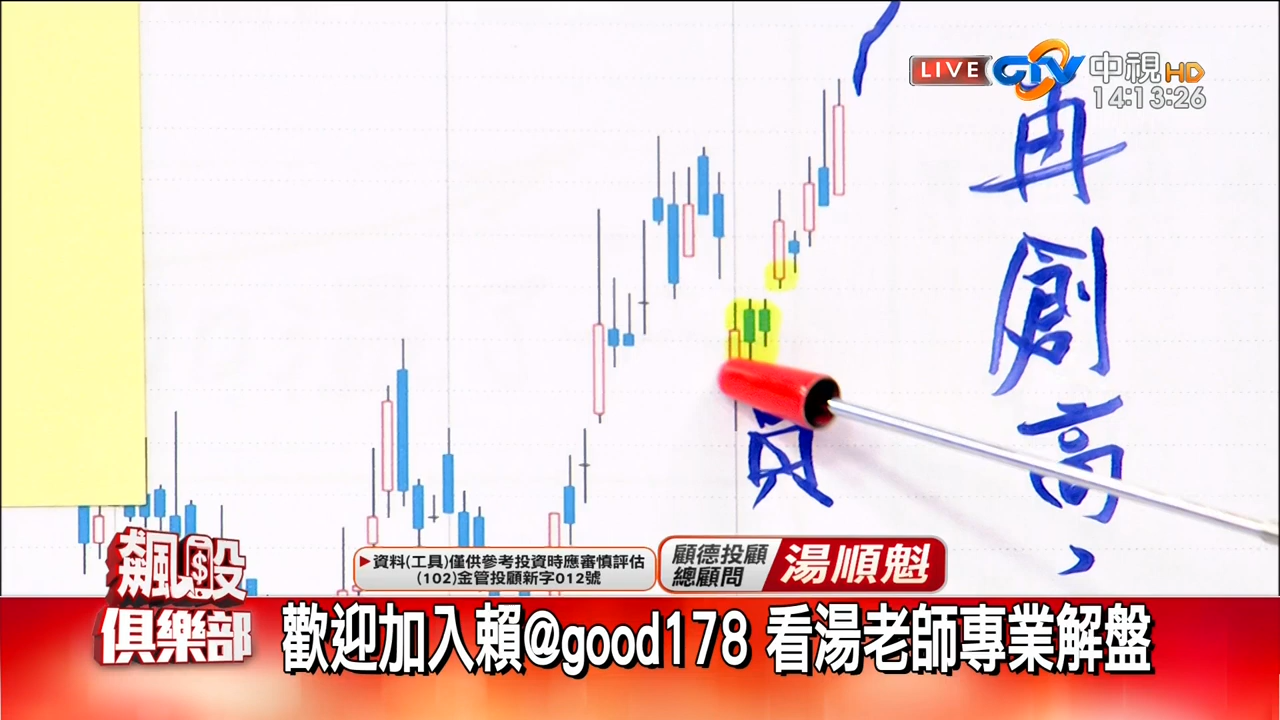 LIVE CTV 中視HD
14:13:26
再創高,
買
飆股俱樂部
▶資料(工具)僅供參考投資時應審慎評估
(102)金管投顧新字012號
顧德投顧
總顧問
湯順魁
歡迎加入賴@good178 看湯老師專業解盤